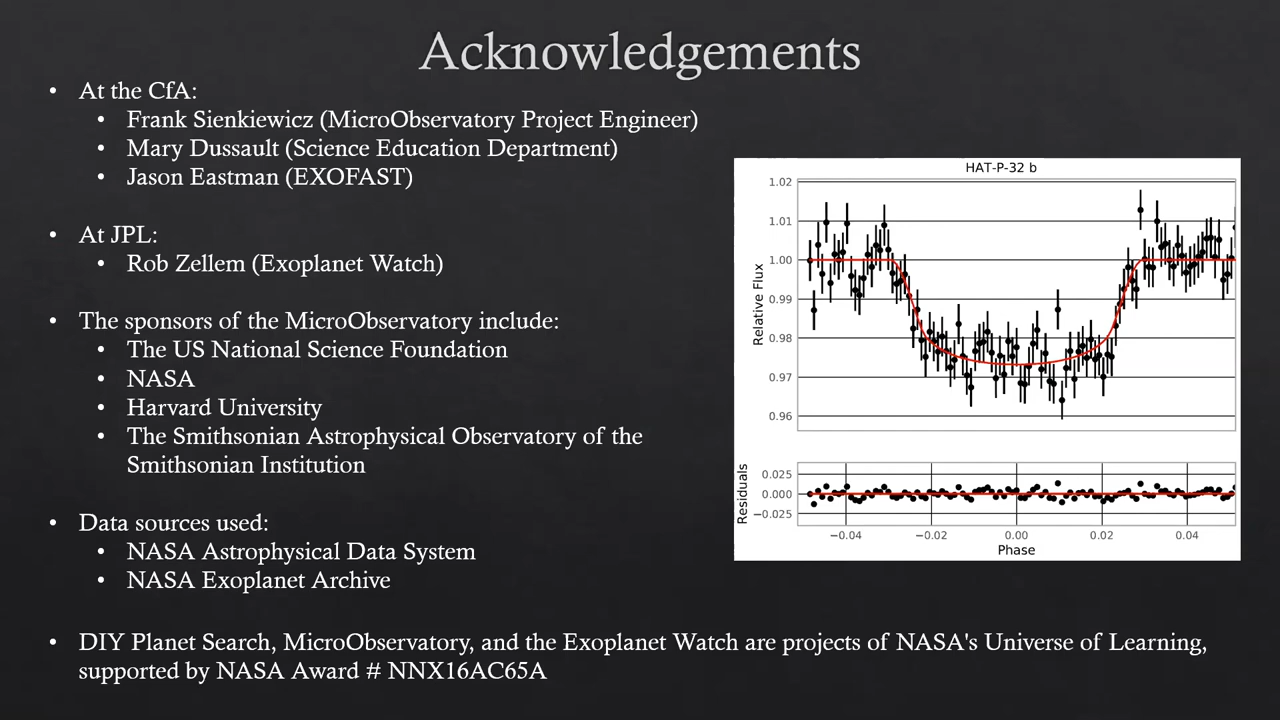 Acknowledgements
• At the CfA:
• Frank Sienkiewicz (MicroObservatory Project Engineer)
• Mary Dussault (Science Education Department)
• Jason Eastman (EXOFAST)
• At JPL:
• Rob Zellem (Exoplanet Watch)
• The sponsors of the MicroObservatory include:
• The US National Science Foundation
• NASA
• Harvard University
• The Smithsonian Astrophysical Observatory of the
Smithsonian Institution
• Data sources used:
• NASA Astrophysical Data System
• NASA Exoplanet Archive
• DIY Planet Search, MicroObservatory, and the Exoplanet Watch are projects of NASA's Universe of Learning,
supported by NASA Award # NNX16AC65A
HAT-P-32 b
Relative Flux
1.02
1.01
1.00
0.99
0.98
0.97
0.96
Residuals
0.025
0.000
−0.025
−0.04 −0.02 0.00 0.02 0.04
Phase